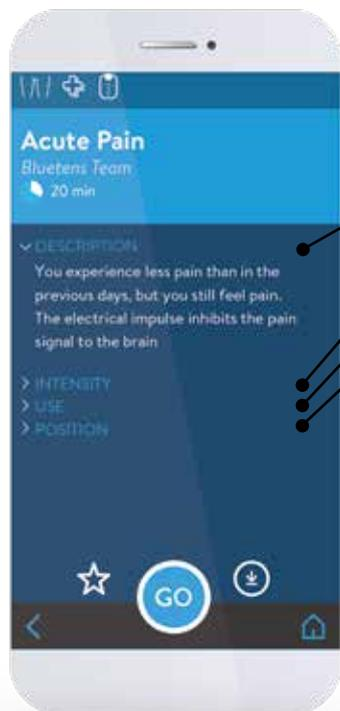 Acute Pain
Bluetens Team
20 min
DESCRIPTION
You experience less pain than in the
previous days, but you still feel pain.
The electrical impulse inhibits the pain
signal to the brain
INTENSITY
USE
POSITION
GO